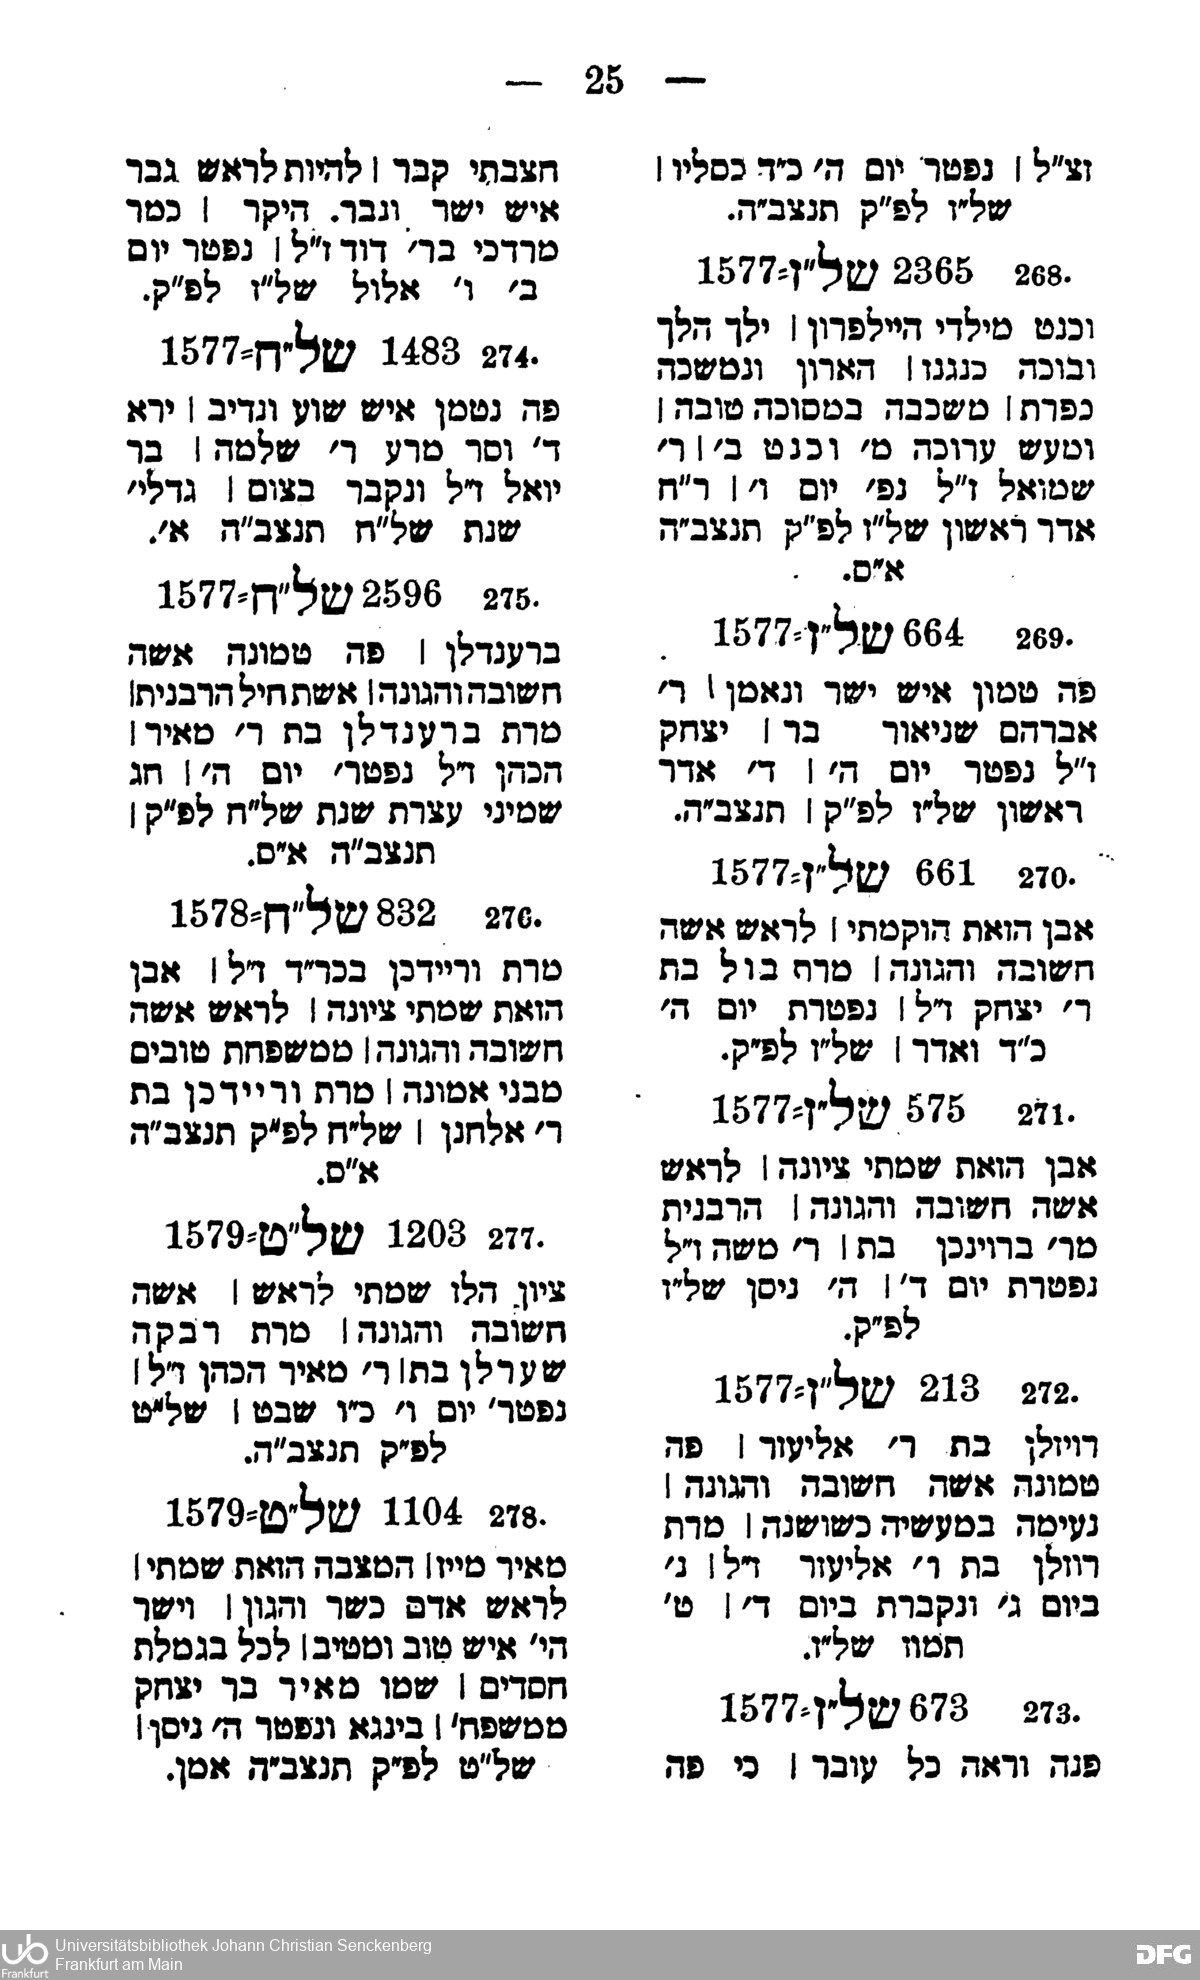 — 25 —
זצ״ל | נפטר יום ה׳ כ״ד כסליו |
של״ז לפ״ק תנצב״ה.
268. 2365 של״ז=1577
וכנט מילדי היילפרון | ילך הלך
ובוכה כנגנו | הארון ונמשכה
כפרת | משכבה במסוכה טובה |
ומעש ערוכה מ׳ וכנט ב׳ | ר׳
שמואל ז״ל נפ׳ יום ו׳ | ר״ח
אדר ראשון של״ז לפ״ק תנצב״ה
א״ם.
269. 664 של״ז=1577
פה טמון איש ישר ונאמן | ר׳
אברהם שניאור בר | יצחק
ז״ל נפטר יום ה׳ | ד׳ אדר
ראשון של״ז לפ״ק | תנצב״ה.
270. 661 של״ז=1577
אבן הזאת הוקמתי | לראש אשה
חשובה והגונה | מרת בול בת
ר׳ יצחק ז״ל | נפטרת יום ה׳
כ״ד ואדר | של״ז לפ״ק.
271. 575 של״ז=1577
אבן הזאת שמתי ציונה | לראש
אשה חשובה והגונה | הרבנית
מר׳ ברוינכן בת | ר׳ משה ז״ל
נפטרת יום ד׳ | ה׳ ניסן של״ז
לפ״ק.
272. 213 של״ז=1577
רויזלן בת ר׳ אליעזר | פה
טמונה אשה חשובה והגונה |
נעימה במעשיה כשושנה | מרת
רוזלן בת ר׳ אליעזר ז״ל | נ׳
ביום ג׳ ונקברת ביום ד׳ | ט׳
תמוז של״ז.
273. 673 של״ז=1577
פנה וראה כל עובר | כי פה
חצבתי קבר | להיות לראש גבר
איש ישר ונבר. היקר | כמר
מרדכי בר׳ דוד ז״ל | נפטר יום
ב׳ ו׳ אלול של״ז לפ״ק.
274. 1483 של״ח=1577
פה נטמן איש שוע ונדיב | ירא
ד׳ וסר מרע ר׳ שלמה | בר
יואל ז״ל ונקבר בצום | גדלי׳
שנת של״ח תנצב״ה א׳.
275. 2596 של״ח=1577
ברענדלן | פה טמונה אשה
חשובה והגונה | אשת חיל הרבנית |
מרת ברענדלן בת ר׳ מאיר |
הכהן ז״ל נפטר׳ יום ה׳ | חג
שמיני עצרת שנת של״ח לפ״ק |
תנצב״ה א״ם.
276. 832 של״ח=1578
מרת וריידכן בכר״ד ז״ל | אבן
הזאת שמתי ציונה | לראש אשה
חשובה והגונה | ממשפחת טובים
מבני אמונה | מרת וריידכן בת
ר׳ אלחנן | של״ח לפ״ק תנצב״ה
א״ם.
277. 1203 של״ט=1579
ציון הלז שמתי לראש | אשה
חשובה והגונה | מרת רבקה
שערלן בת | ר׳ מאיר הכהן ז״ל |
נפטר׳ יום ו׳ כ״ו שבט | של״ט
לפ״ק תנצב״ה.
278. 1104 של״ט=1579
מאיר מייז | המצבה הזאת שמתי |
לראש אדם כשר והגון | וישר
הי׳ איש טוב ומטיב | לכל בגמלת
חסדים | שמו מאיר בר יצחק
ממשפח׳ | בינגא ונפטר ה׳ ניסן |
של״ט לפ״ק תנצב״ה אמן.
Universitätsbibliothek Johann Christian Senckenberg
Frankfurt am Main
ub
Frankfurt
DFG